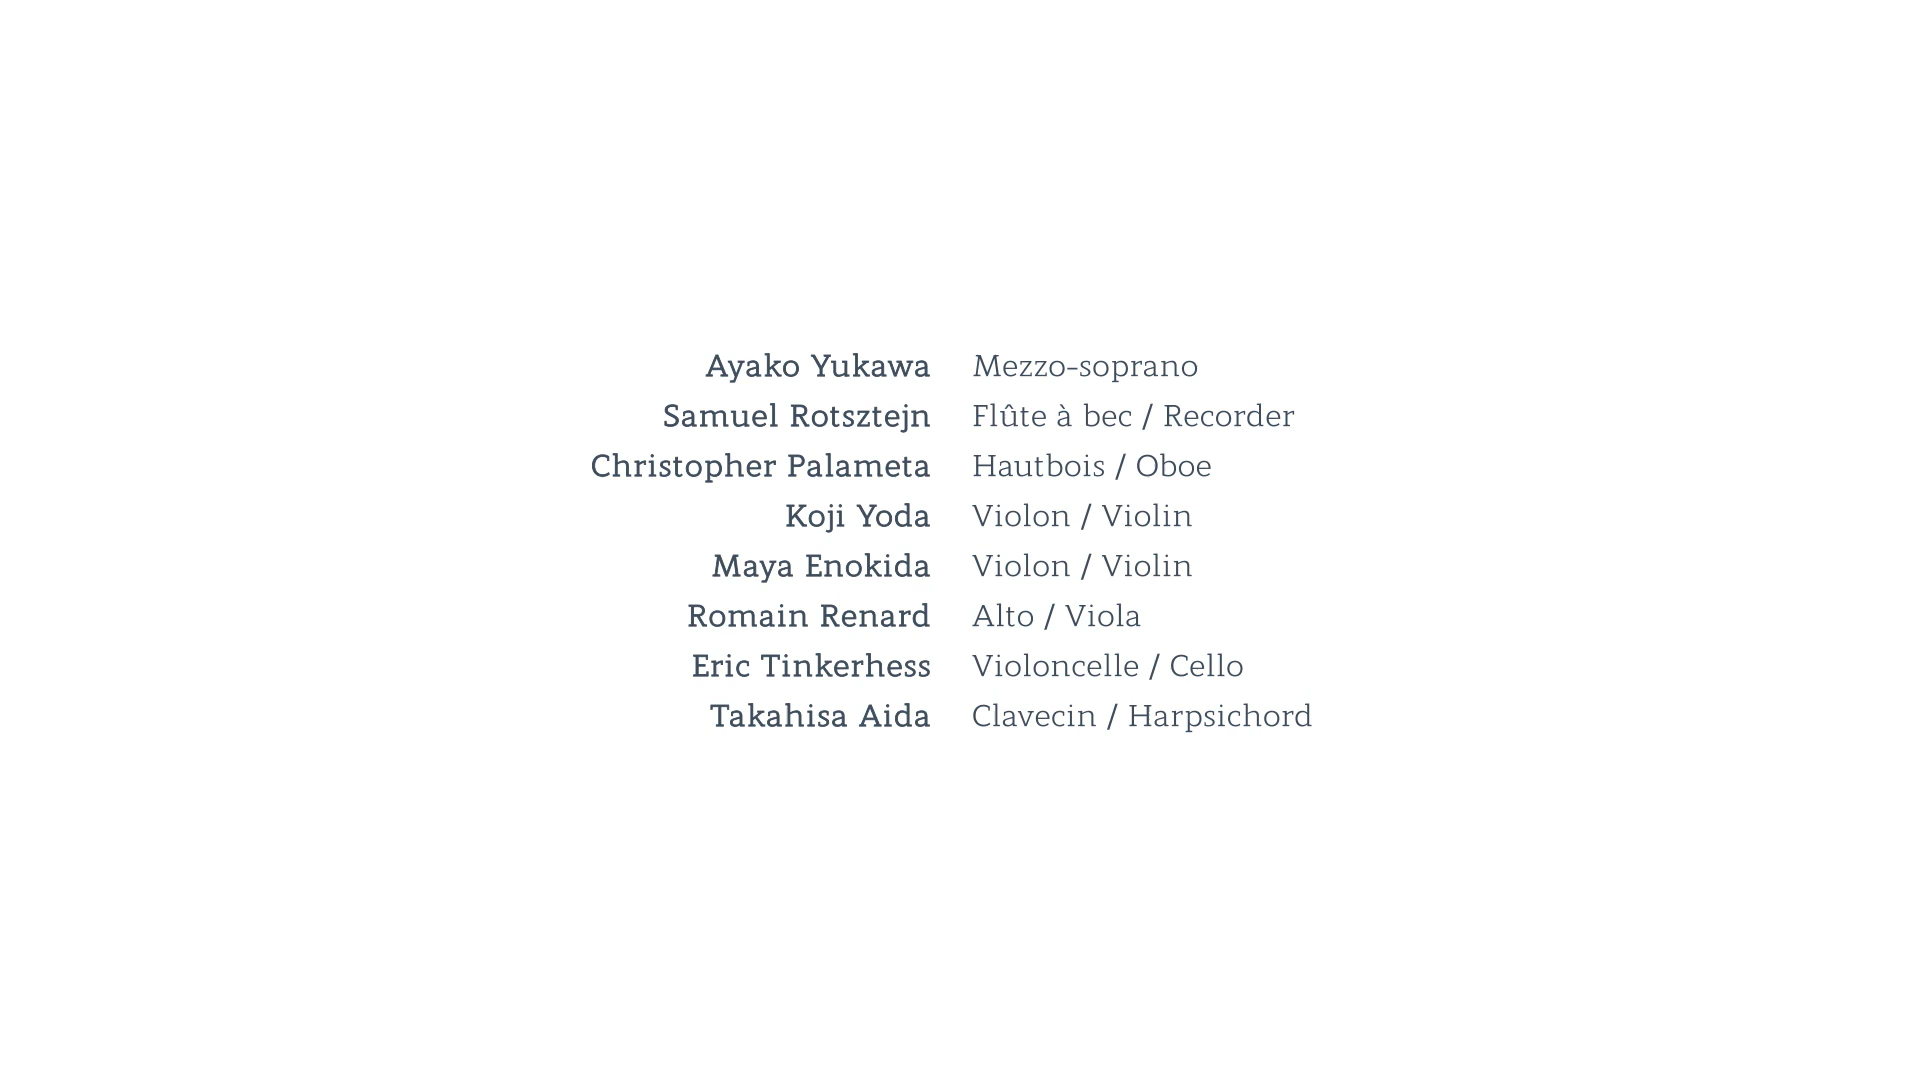 Ayako Yukawa Mezzo-soprano
Samuel Rotsztejn Flûte à bec / Recorder
Christopher Palameta Hautbois / Oboe
Koji Yoda Violon / Violin
Maya Enokida Violon / Violin
Romain Renard Alto / Viola
Eric Tinkerhess Violoncelle / Cello
Takahisa Aida Clavecin / Harpsichord